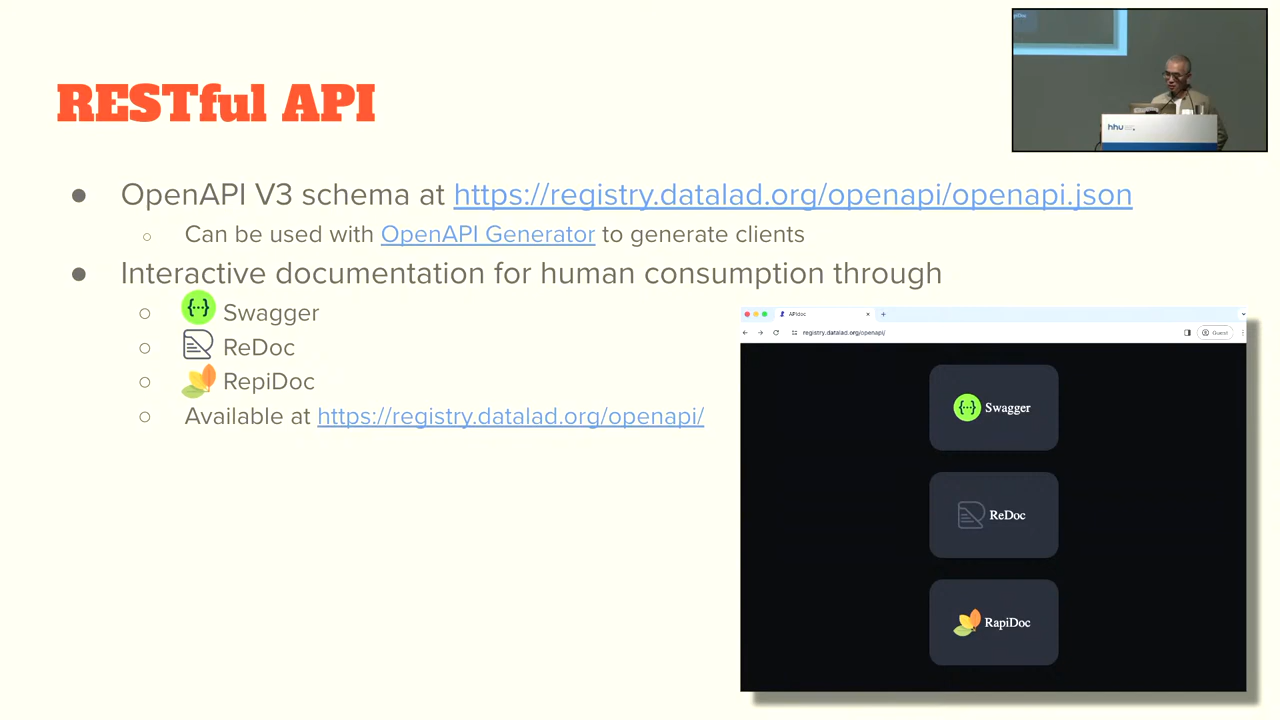 RESTful API
hhu
● OpenAPI V3 schema at https://registry.datalad.org/openapi/openapi.json
○ Can be used with OpenAPI Generator to generate clients
● Interactive documentation for human consumption through
○ Swagger
○ ReDoc
○ RepiDoc
○ Available at https://registry.datalad.org/openapi/
APIdoc
registry.datalad.org/openapi/
Guest
Swagger
ReDoc
RapiDoc